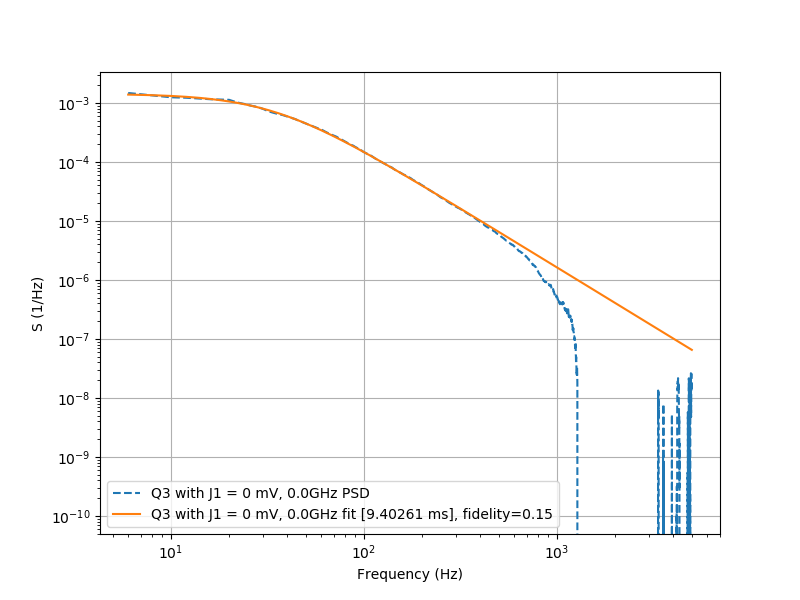 10⁻³
10⁻⁴
10⁻⁵
10⁻⁶
10⁻⁷
10⁻⁸
10⁻⁹
10⁻¹⁰
S (1/Hz)
Q3 with J1 = 0 mV, 0.0GHz PSD
Q3 with J1 = 0 mV, 0.0GHz fit [9.40261 ms], fidelity=0.15
10¹ 10² 10³
Frequency (Hz)